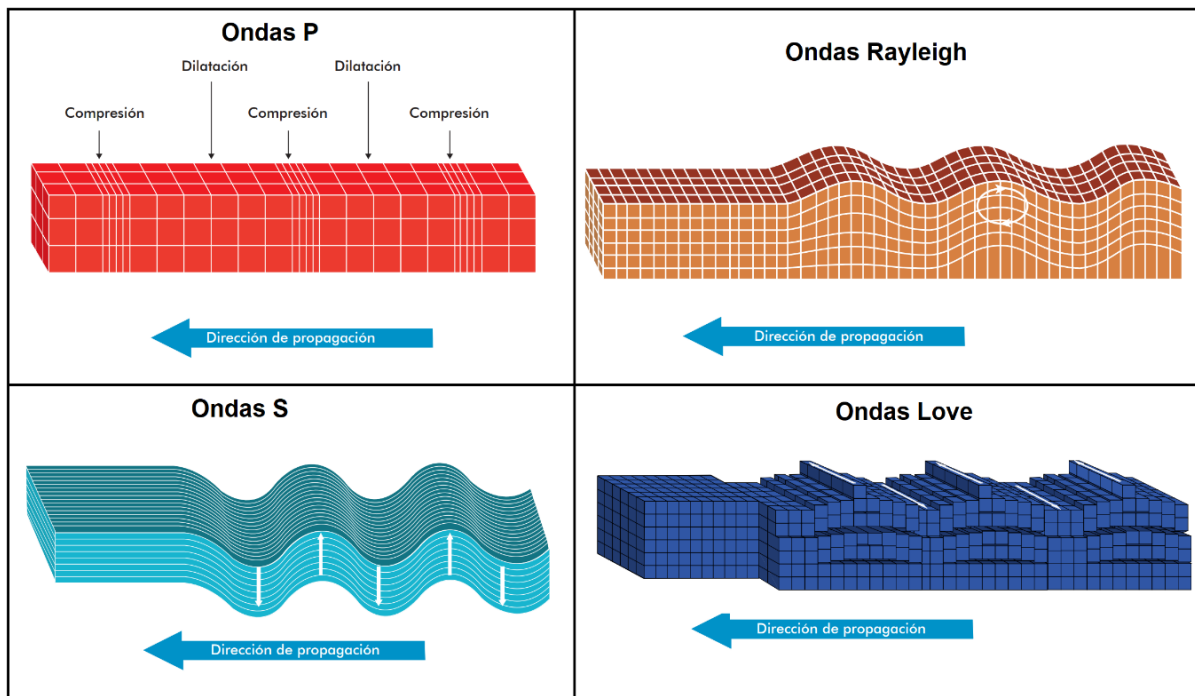 Ondas P
Dilatación Dilatación
Compresión Compresión Compresión
Dirección de propagación
Ondas Rayleigh
Dirección de propagación
Ondas S
Dirección de propagación
Ondas Love
Dirección de propagación